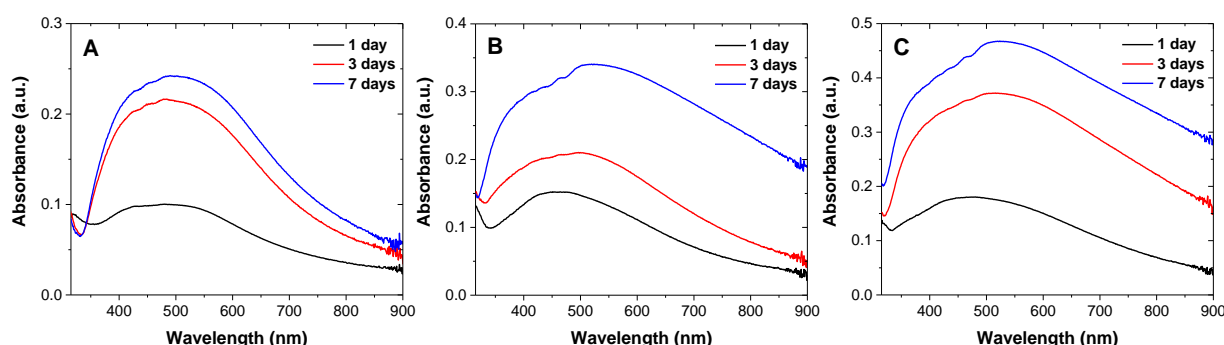 A
1 day
3 days
7 days
Absorbance (a.u.)
0.3
0.2
0.1
0.0
400 500 600 700 800 900
Wavelength (nm)
B
1 day
3 days
7 days
Absorbance (a.u.)
0.4
0.3
0.2
0.1
0.0
400 500 600 700 800 900
Wavelength (nm)
C
1 day
3 days
7 days
Absorbance (a.u.)
0.5
0.4
0.3
0.2
0.1
0.0
400 500 600 700 800 900
Wavelength (nm)